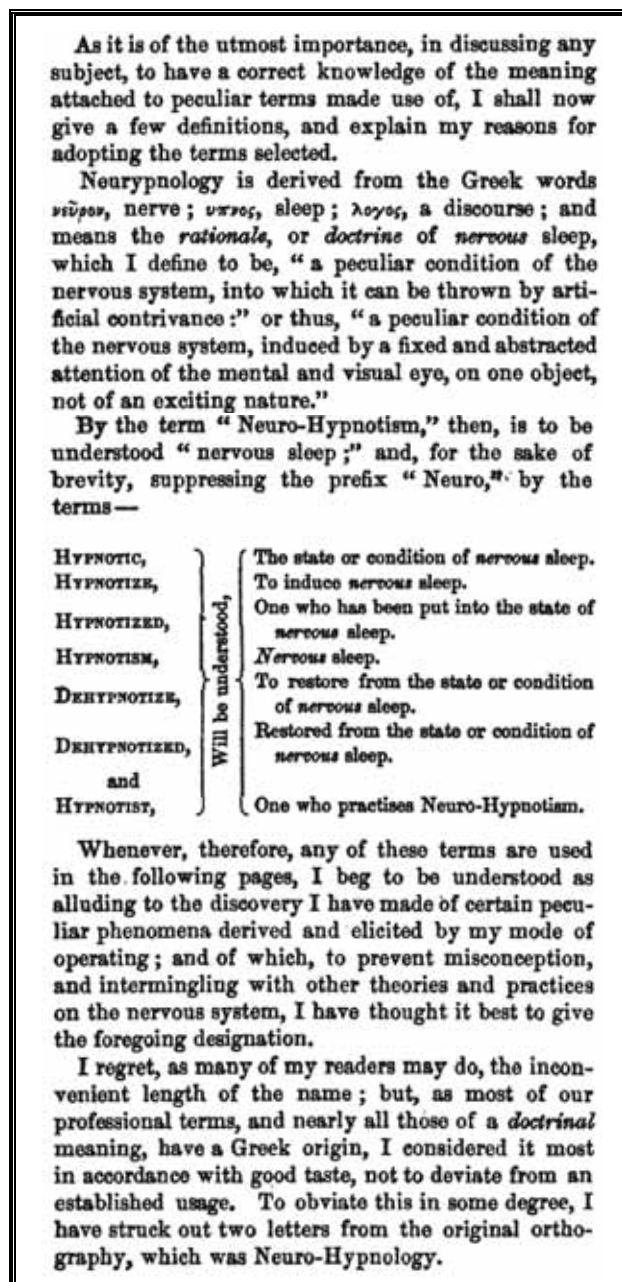 As it is of the utmost importance, in discussing any
subject, to have a correct knowledge of the meaning
attached to peculiar terms made use of, I shall now
give a few definitions, and explain my reasons for
adopting the terms selected.
Neurypnology is derived from the Greek words
νεῦρον, nerve ; υπνος, sleep ; λογος, a discourse ; and
means the rationale, or doctrine of nervous sleep,
which I define to be, “ a peculiar condition of the
nervous system, into which it can be thrown by arti-
ficial contrivance :” or thus, “ a peculiar condition of
the nervous system, induced by a fixed and abstracted
attention of the mental and visual eye, on one object,
not of an exciting nature.”
By the term “ Neuro-Hypnotism,” then, is to be
understood “ nervous sleep ;” and, for the sake of
brevity, suppressing the prefix “ Neuro,” by the
terms—
HYPNOTIC,
HYPNOTIZE,
HYPNOTIZED,
HYPNOTISM,
DEHYPNOTIZE,
DEHYPNOTIZED,
and
HYPNOTIST,
Will be understood,
The state or condition of nervous sleep.
To induce nervous sleep.
One who has been put into the state of
nervous sleep.
Nervous sleep.
To restore from the state or condition
of nervous sleep.
Restored from the state or condition of
nervous sleep.
One who practises Neuro-Hypnotism.
Whenever, therefore, any of these terms are used
in the following pages, I beg to be understood as
alluding to the discovery I have made of certain pecu-
liar phenomena derived and elicited by my mode of
operating ; and of which, to prevent misconception,
and intermingling with other theories and practices
on the nervous system, I have thought it best to give
the foregoing designation.
I regret, as many of my readers may do, the incon-
venient length of the name ; but, as most of our
professional terms, and nearly all those of a doctrinal
meaning, have a Greek origin, I considered it most
in accordance with good taste, not to deviate from an
established usage. To obviate this in some degree, I
have struck out two letters from the original ortho-
graphy, which was Neuro-Hypnology.